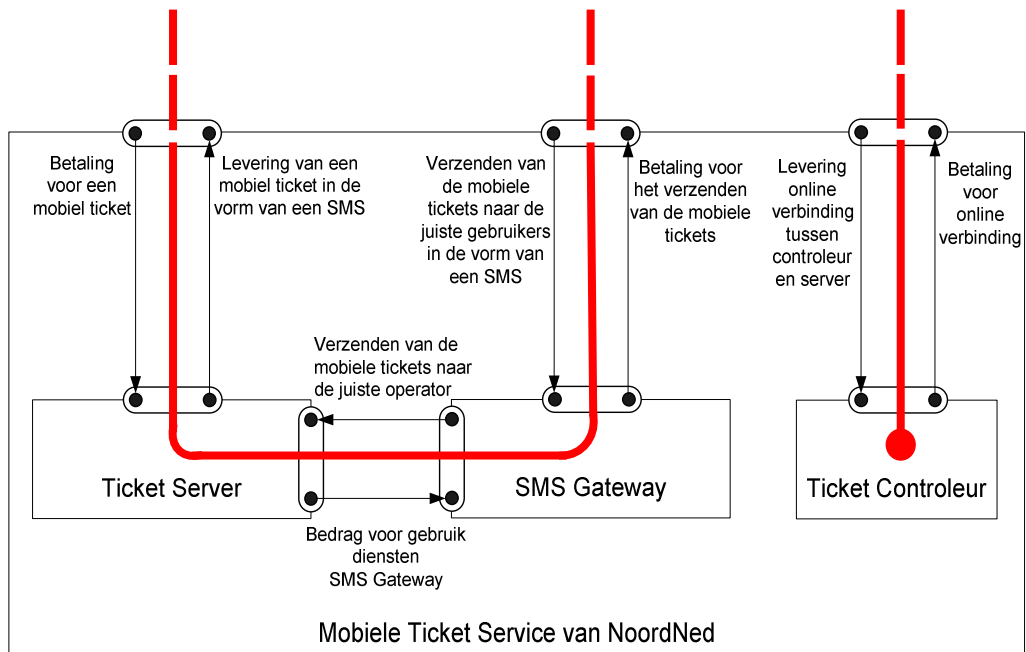 Betaling
voor een
mobiel ticket
Levering van een
mobiel ticket in de
vorm van een SMS
Verzenden van
de mobiele
tickets naar de
juiste gebruikers
in de vorm van
een SMS
Betaling voor
het verzenden
van de mobiele
tickets
Levering
online
verbinding
tussen
controleur
en server
Betaling
voor
online
verbinding
Verzenden van de
mobiele tickets naar
de juiste operator
Ticket Server
SMS Gateway
Ticket Controleur
Bedrag voor gebruik
diensten
SMS Gateway
Mobiele Ticket Service van NoordNed